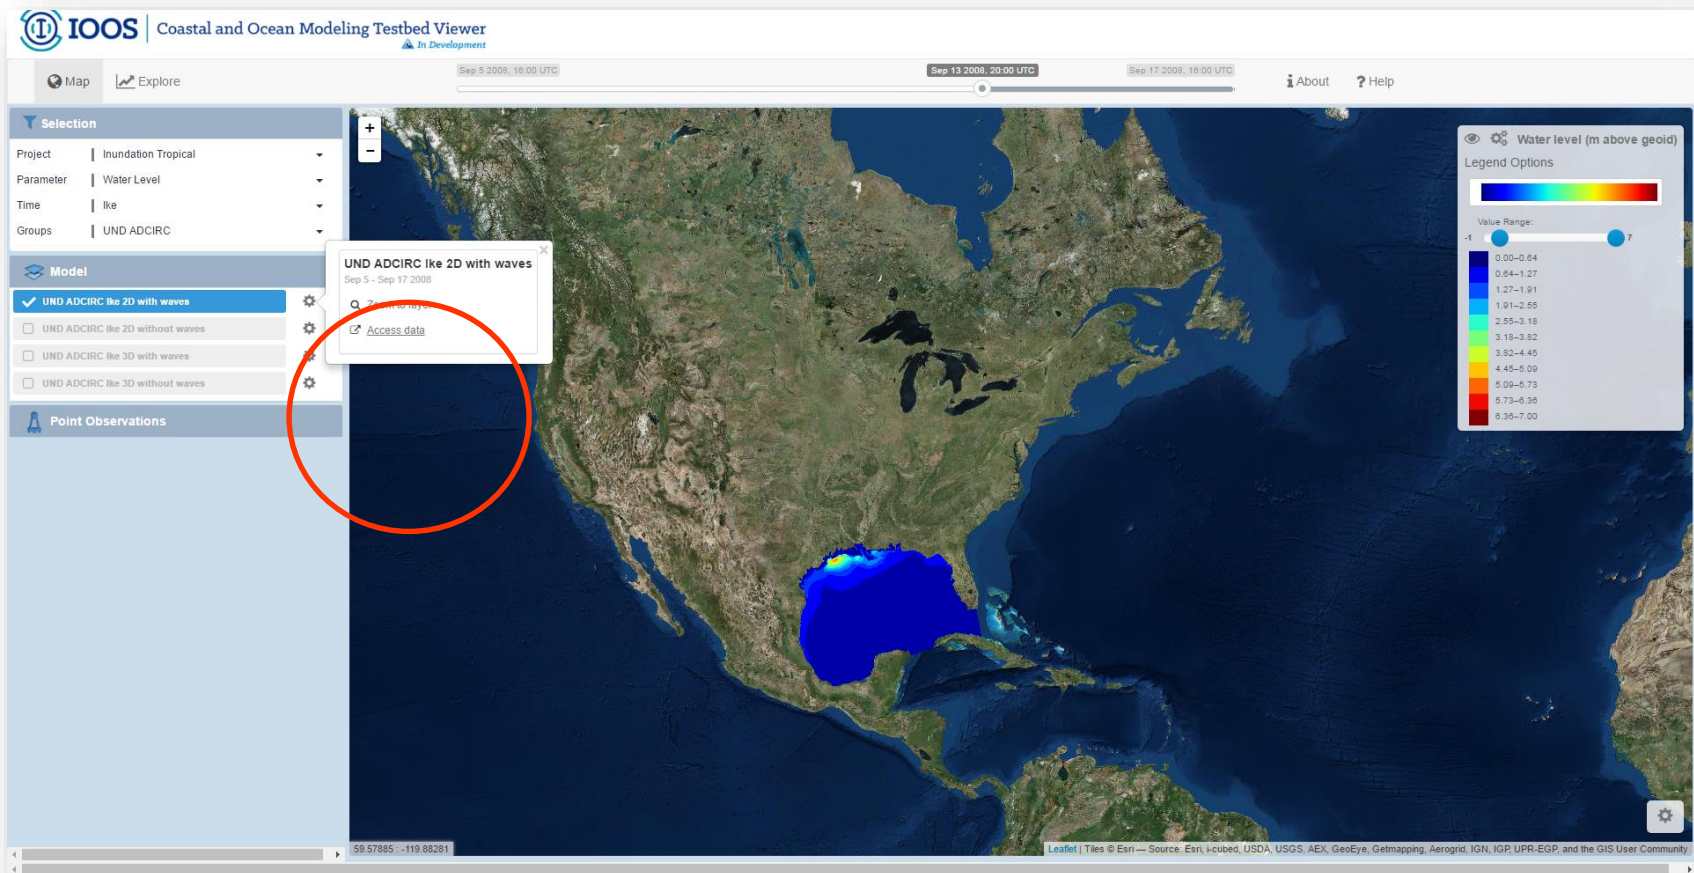 IOOS Coastal and Ocean Modeling Testbed Viewer
In Development
Map Explore
Sep 5 2008, 16:00 UTC Sep 13 2008, 20:00 UTC Sep 17 2008, 16:00 UTC
About ? Help
Selection
Project Inundation Tropical
Parameter Water Level
Time Ike
Groups UND ADCIRC
Model
UND ADCIRC Ike 2D with waves
UND ADCIRC Ike 2D without waves
UND ADCIRC Ike 3D with waves
UND ADCIRC Ike 3D without waves
Point Observations
+
−
UND ADCIRC Ike 2D with waves
×
Sep 5 - Sep 17 2008
Zoom to layer
Access data
Water level (m above geoid)
Legend Options
Value Range:
-1 7
0.00–0.64
0.64–1.27
1.27–1.91
1.91–2.55
2.55–3.18
3.18–3.82
3.82–4.45
4.45–5.09
5.09–5.73
5.73–6.36
6.36–7.00
59.57885 : -119.88281
Leaflet | Tiles © Esri — Source: Esri, i-cubed, USDA, USGS, AEX, GeoEye, Getmapping, Aerogrid, IGN, IGP, UPR-EGP, and the GIS User Community